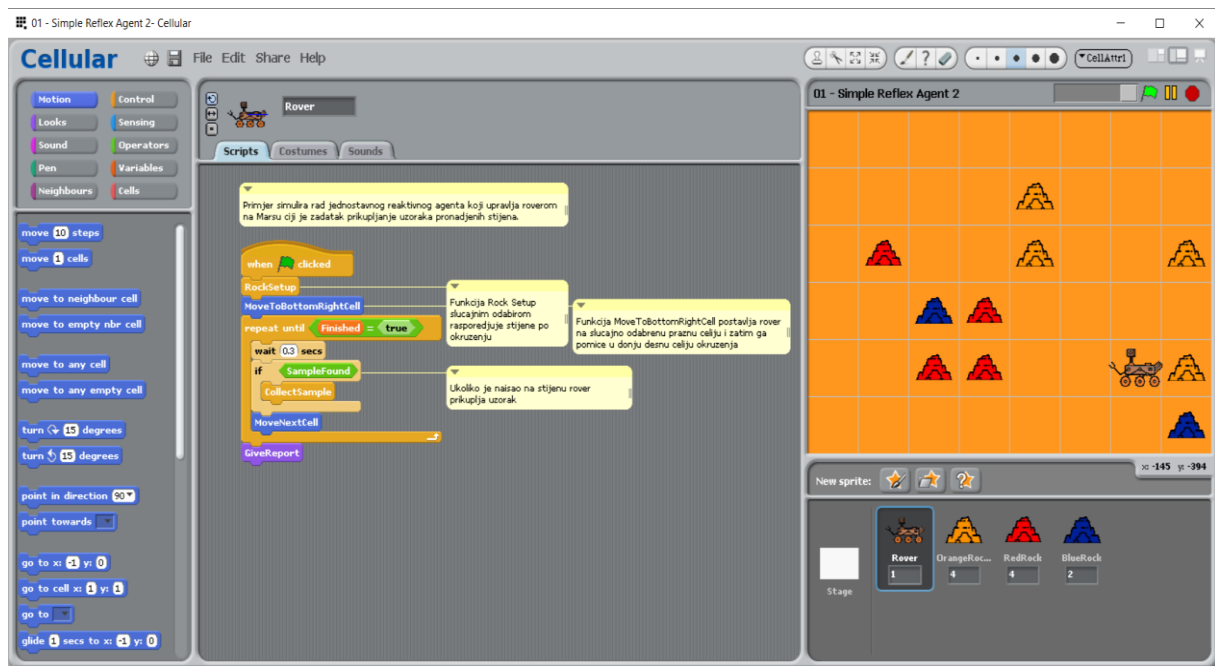 01 - Simple Reflex Agent 2- Cellular
Cellular
File Edit Share Help
CellAttr1
Motion
Control
Looks
Sensing
Sound
Operators
Pen
Variables
Neighbours
Cells
move 10 steps
move 1 cells
move to neighbour cell
move to empty nbr cell
move to any cell
move to any empty cell
turn 15 degrees
turn 15 degrees
point in direction 90
point towards
go to x: -1 y: 0
go to cell x: 1 y: 1
go to
glide 1 secs to x: -1 y: 0
Rover
Scripts Costumes Sounds
Primjer simulira rad jednostavnog reaktivnog agenta koji upravlja roverom
na Marsu ciji je zadatak prikupljanje uzoraka pronadjenih stijena.
when clicked
RockSetup
MoveToBottomRightCell
repeat until Finished = true
wait 0.3 secs
if SampleFound
CollectSample
MoveNextCell
GiveReport
Funkcija Rock Setup
slucajnim odabirom
rasporedjuje stijene po
okruzenju
Funkcija MoveToBottomRightCell postavlja rover
na slucajno odabrenu praznu celiju i zatim ga
pomice u donju desnu celiju okruzenja
Ukoliko je naisao na stijenu rover
prikuplja uzorak
01 - Simple Reflex Agent 2
x: -145 y: -394
New sprite:
Stage
Rover
1
OrangeRoc...
4
RedRock
4
BlueRock
2